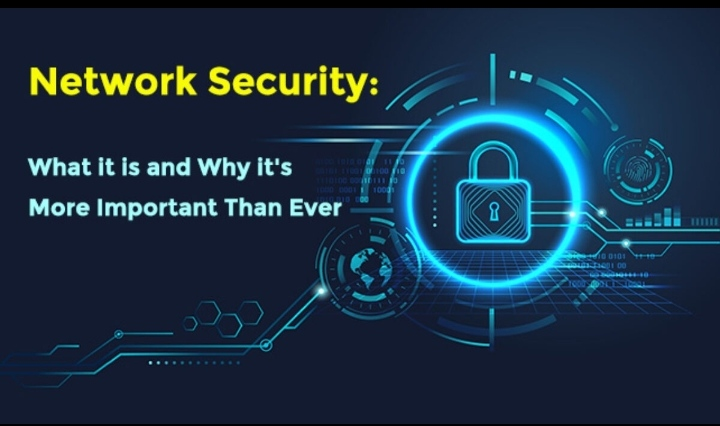 Network Security:
What it is and Why it's
More Important Than Ever